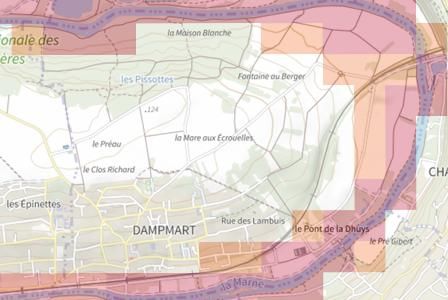 la Maison Blanche
onale des
ères
les Pissottes
Fontaine au Berger
124
le Préau
la Mare aux Écrouelles
le Clos Richard
CHA
les Épinettes
Rue des Lambuis
DAMPMART
le Pont de la Dhuys
le Pré Gibert
la Marne